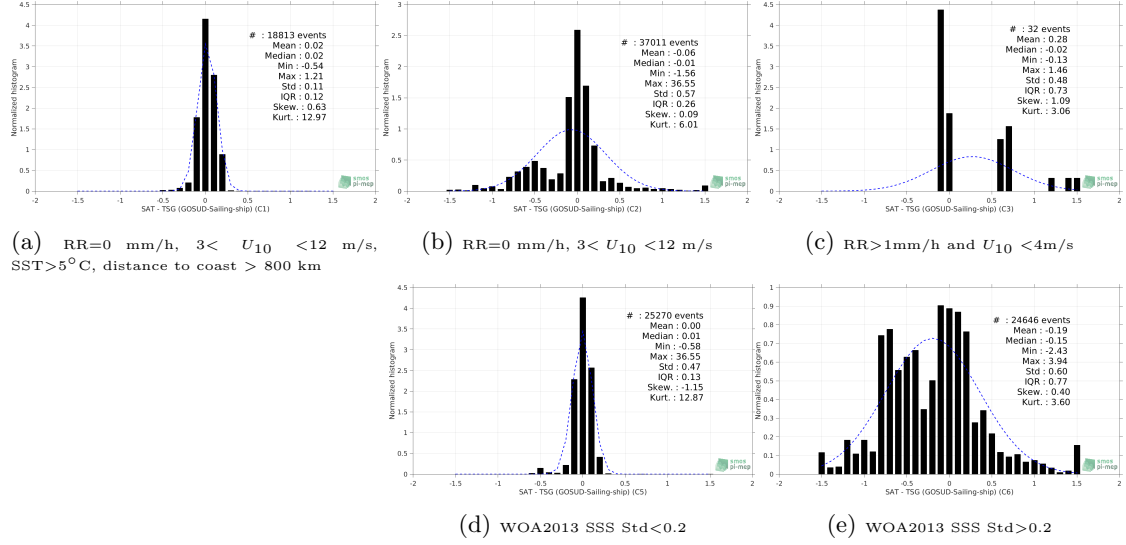 4.5
4
3.5
3
2.5
2
1.5
1
0.5
0
Normalized histogram
# : 18813 events
Mean : 0.02
Median : 0.02
Min : -0.54
Max : 1.21
Std : 0.11
IQR : 0.12
Skew. : 0.63
Kurt. : 12.97
smos
pi-mep
-2 -1.5 -1 -0.5 0 0.5 1 1.5 2
SAT - TSG (GOSUD-Sailing-ship) (C1)
(a) RR=0 mm/h, 3< U10 <12 m/s,
SST>5°C, distance to coast > 800 km
3
2.5
2
1.5
1
0.5
0
Normalized histogram
# : 37011 events
Mean : -0.06
Median : -0.01
Min : -1.56
Max : 36.55
Std : 0.57
IQR : 0.26
Skew. : 0.09
Kurt. : 6.01
smos
pi-mep
-2 -1.5 -1 -0.5 0 0.5 1 1.5 2
SAT - TSG (GOSUD-Sailing-ship) (C2)
(b) RR=0 mm/h, 3< U10 <12 m/s
4.5
4
3.5
3
2.5
2
1.5
1
0.5
0
Normalized histogram
# : 32 events
Mean : 0.28
Median : -0.02
Min : -0.13
Max : 1.46
Std : 0.48
IQR : 0.73
Skew. : 1.09
Kurt. : 3.06
smos
pi-mep
-2 -1.5 -1 -0.5 0 0.5 1 1.5 2
SAT - TSG (GOSUD-Sailing-ship) (C3)
(c) RR>1mm/h and U10 <4m/s
4.5
4
3.5
3
2.5
2
1.5
1
0.5
0
Normalized histogram
# : 25270 events
Mean : 0.00
Median : 0.01
Min : -0.58
Max : 36.55
Std : 0.47
IQR : 0.13
Skew. : -1.15
Kurt. : 12.87
smos
pi-mep
-2 -1.5 -1 -0.5 0 0.5 1 1.5 2
SAT - TSG (GOSUD-Sailing-ship) (C5)
(d) WOA2013 SSS Std<0.2
1
0.9
0.8
0.7
0.6
0.5
0.4
0.3
0.2
0.1
0
Normalized histogram
# : 24646 events
Mean : -0.19
Median : -0.15
Min : -2.43
Max : 3.94
Std : 0.60
IQR : 0.77
Skew. : 0.40
Kurt. : 3.60
smos
pi-mep
-2 -1.5 -1 -0.5 0 0.5 1 1.5 2
SAT - TSG (GOSUD-Sailing-ship) (C6)
(e) WOA2013 SSS Std>0.2